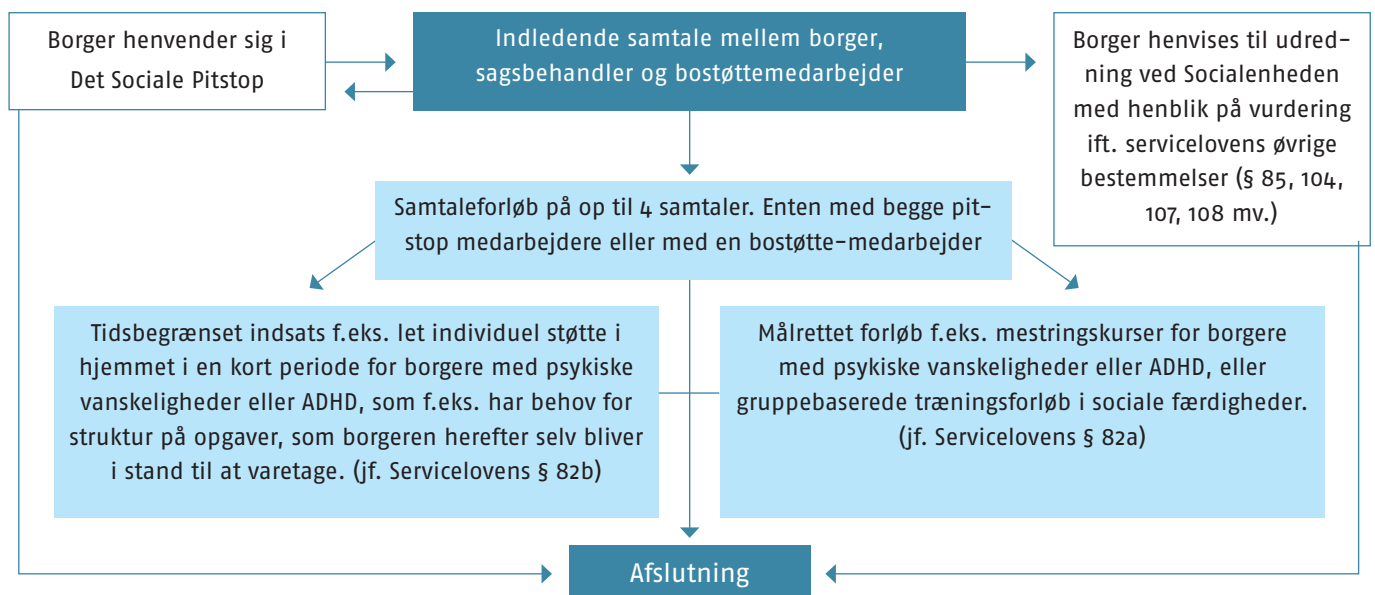 Borger henvender sig i
Det Sociale Pitstop
Indledende samtale mellem borger,
sagsbehandler og bostøttemedarbejder
Borger henvises til udred-
ning ved Socialenheden
med henblik på vurdering
ift. servicelovens øvrige
bestemmelser (§ 85, 104,
107, 108 mv.)
Samtaleforløb på op til 4 samtaler. Enten med begge pit-
stop medarbejdere eller med en bostøtte-medarbejder
Tidsbegrænset indsats f.eks. let individuel støtte i
hjemmet i en kort periode for borgere med psykiske
vanskeligheder eller ADHD, som f.eks. har behov for
struktur på opgaver, som borgeren herefter selv bliver
i stand til at varetage. (jf. Servicelovens § 82b)
Målrettet forløb f.eks. mestringskurser for borgere
med psykiske vanskeligheder eller ADHD, eller
gruppebaserede træningsforløb i sociale færdigheder.
(jf. Servicelovens § 82a)
Afslutning